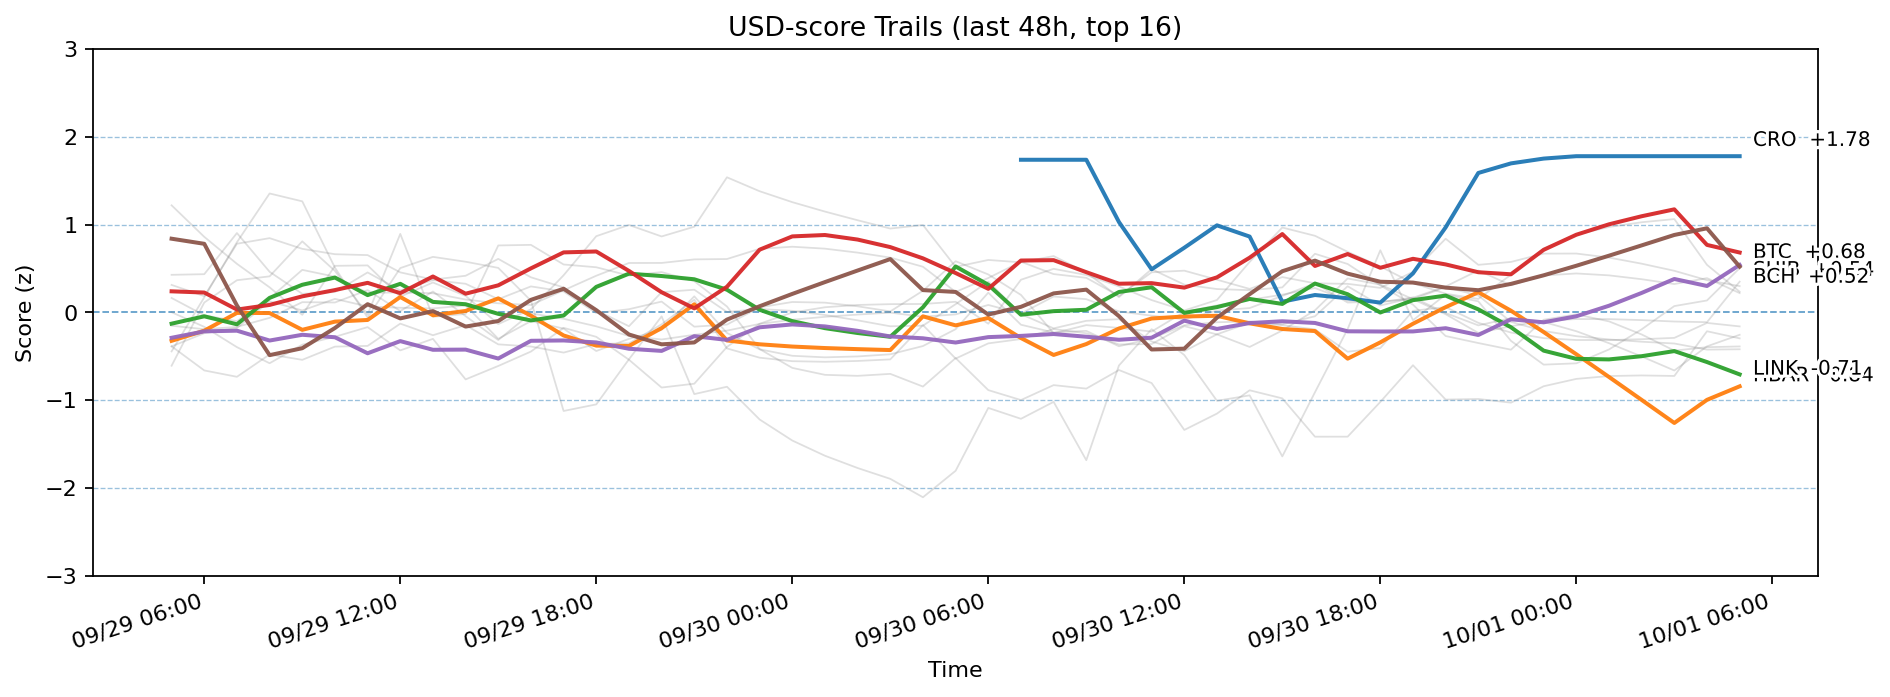 USD-score Trails (last 48h, top 16)
Score (z)
3
2
1
0
−1
−2
−3
CRO +1.78
BTC +0.68
BCH +0.52
LINK -0.71
09/29 06:00
09/29 12:00
09/29 18:00
09/30 00:00
09/30 06:00
09/30 12:00
09/30 18:00
10/01 00:00
10/01 06:00
Time